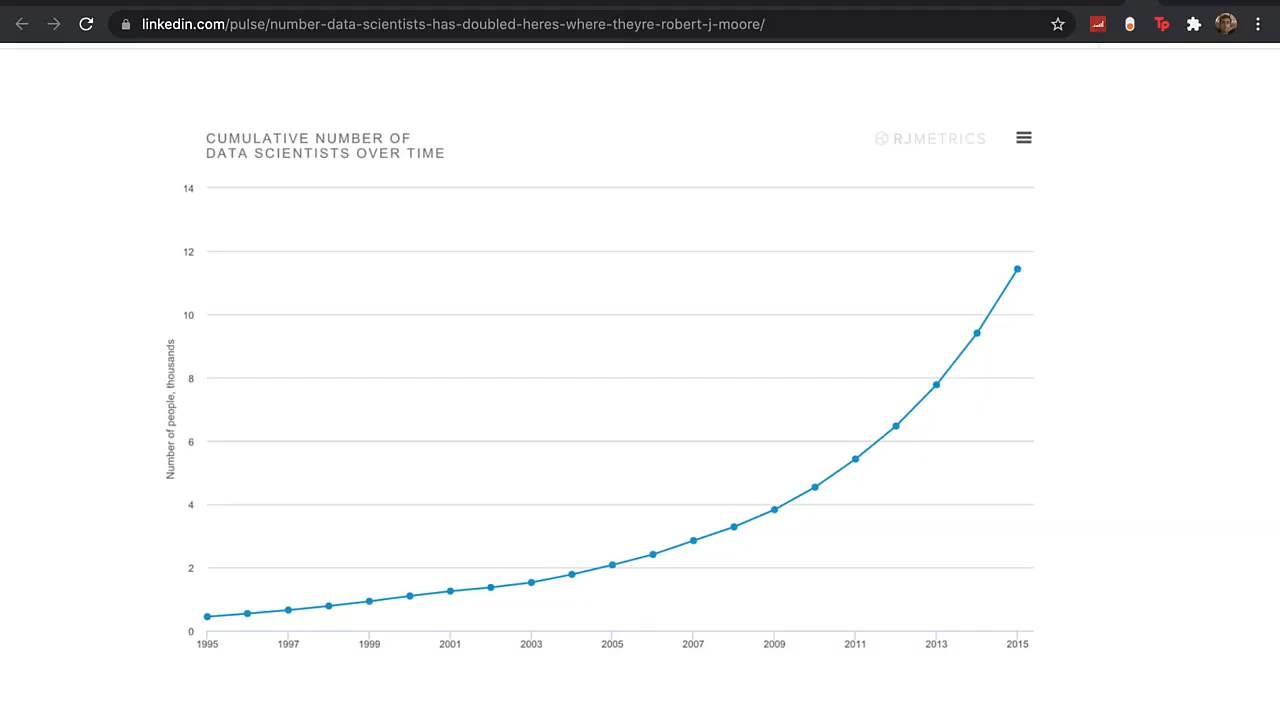 linkedin.com/pulse/number-data-scientists-has-doubled-heres-where-theyre-robert-j-moore/
Tp
CUMULATIVE NUMBER OF
DATA SCIENTISTS OVER TIME
RJMETRICS
14
12
10
8
6
4
2
0
Number of people, thousands
1995 1997 1999 2001 2003 2005 2007 2009 2011 2013 2015